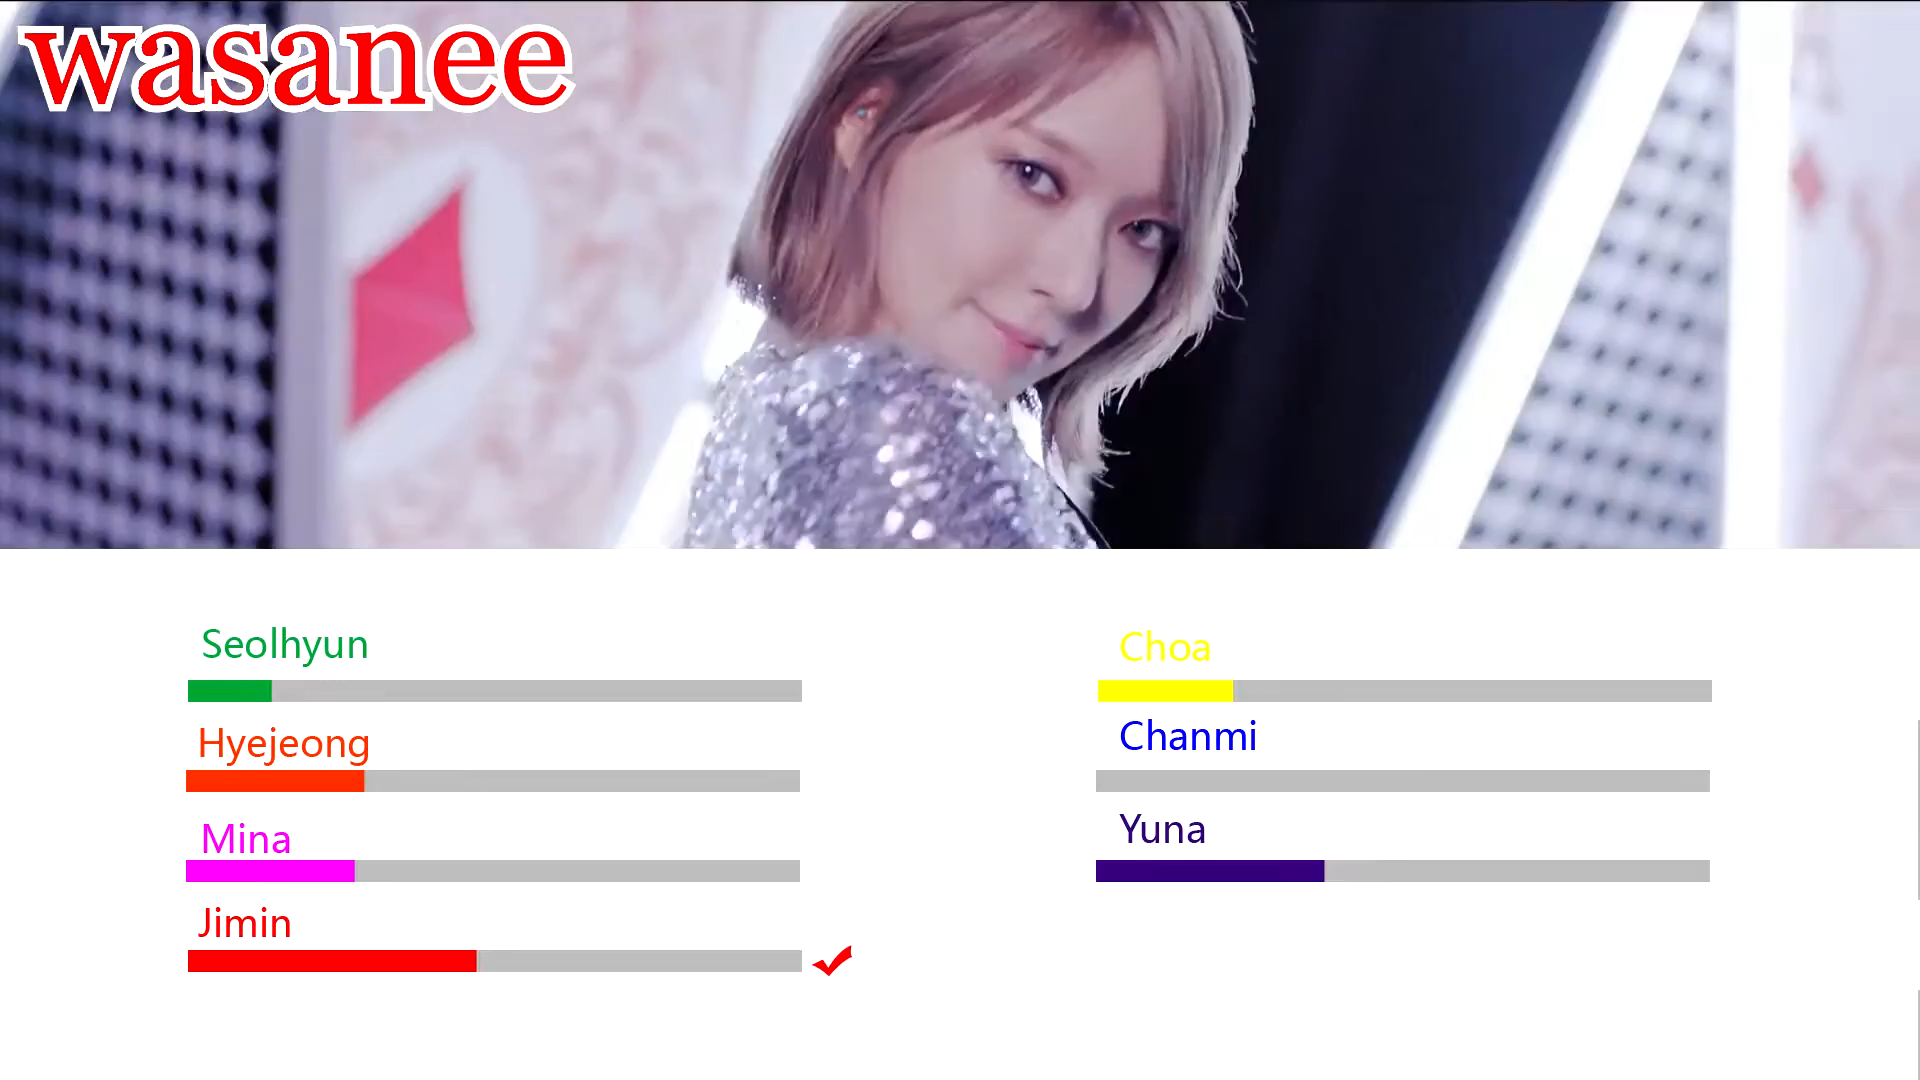 wasanee
Seolhyun
Hyejeong
Mina
Jimin
Choa
Chanmi
Yuna